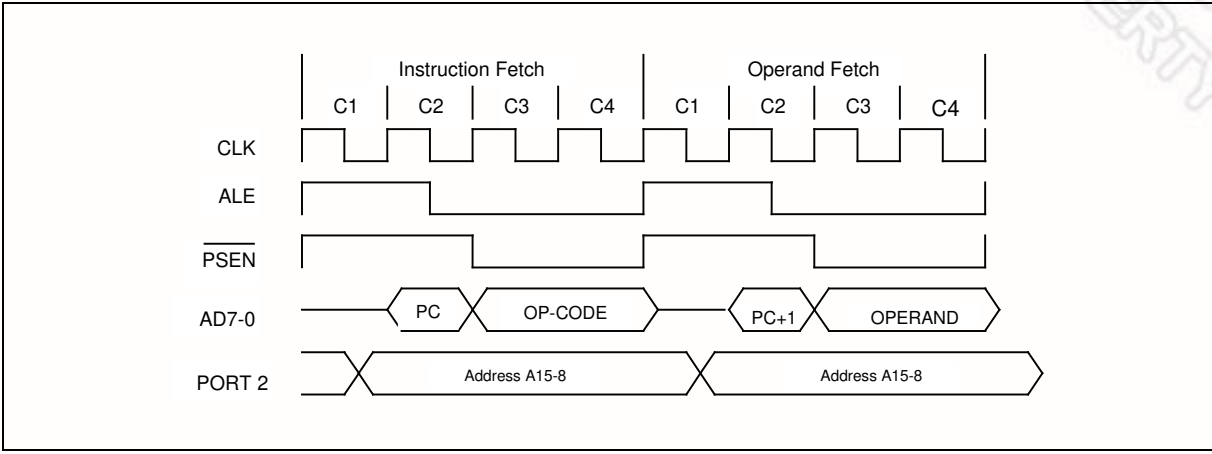 Instruction Fetch Operand Fetch
C1 C2 C3 C4 C1 C2 C3 C4
CLK
ALE
PSEN
AD7-0 PC OP-CODE PC+1 OPERAND
PORT 2 Address A15-8 Address A15-8